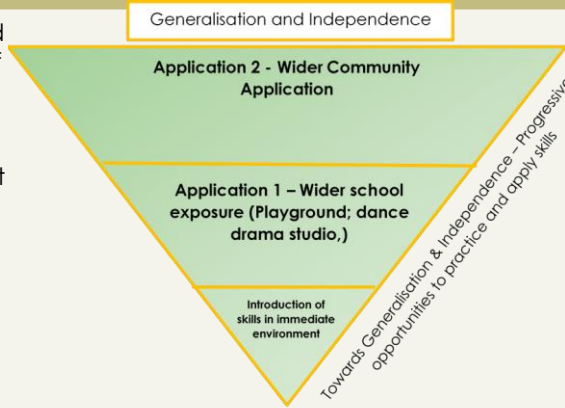 Generalisation and Independence
Application 2 - Wider Community
Application
Application 1 – Wider school
exposure (Playground; dance
drama studio,)
Introduction of
skills in immediate
environment
Towards Generalisation & Independence – Progressive
opportunities to practice and apply skills